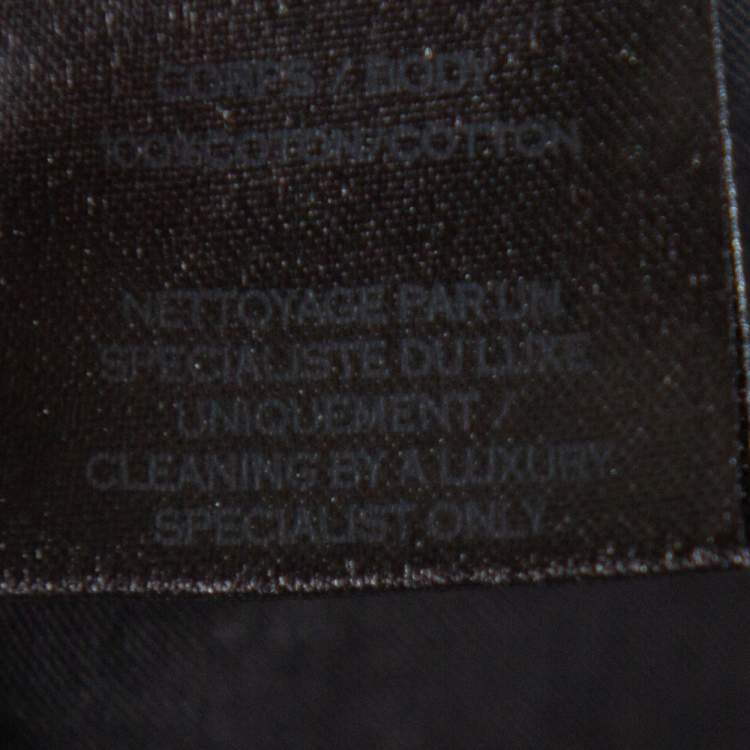 CORPS / BODY
100%COTON/COTTON
NETTOYAGE PAR UN
SPECIALISTE DU LUXE
UNIQUEMENT /
CLEANING BY A LUXURY
SPECIALIST ONLY